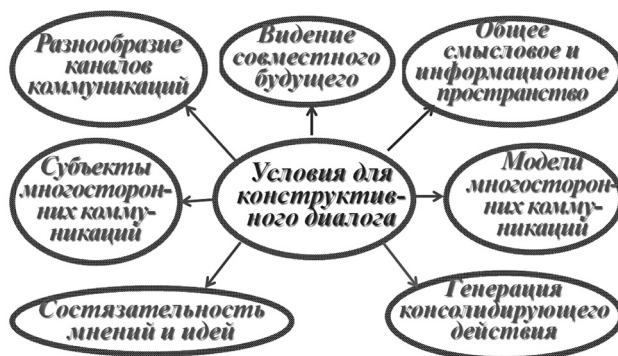 Разнообразие
каналов
коммуникаций
Видение
совместного
будущего
Общее
смысловое и
информационное
пространство
Субъекты
многосторон-
них комму-
никаций
Условия для
конструктив-
ного диалога
Модели
многосторон-
них комму-
никаций
Состязательность
мнений и идей
Генерация
консолидирующего
действия